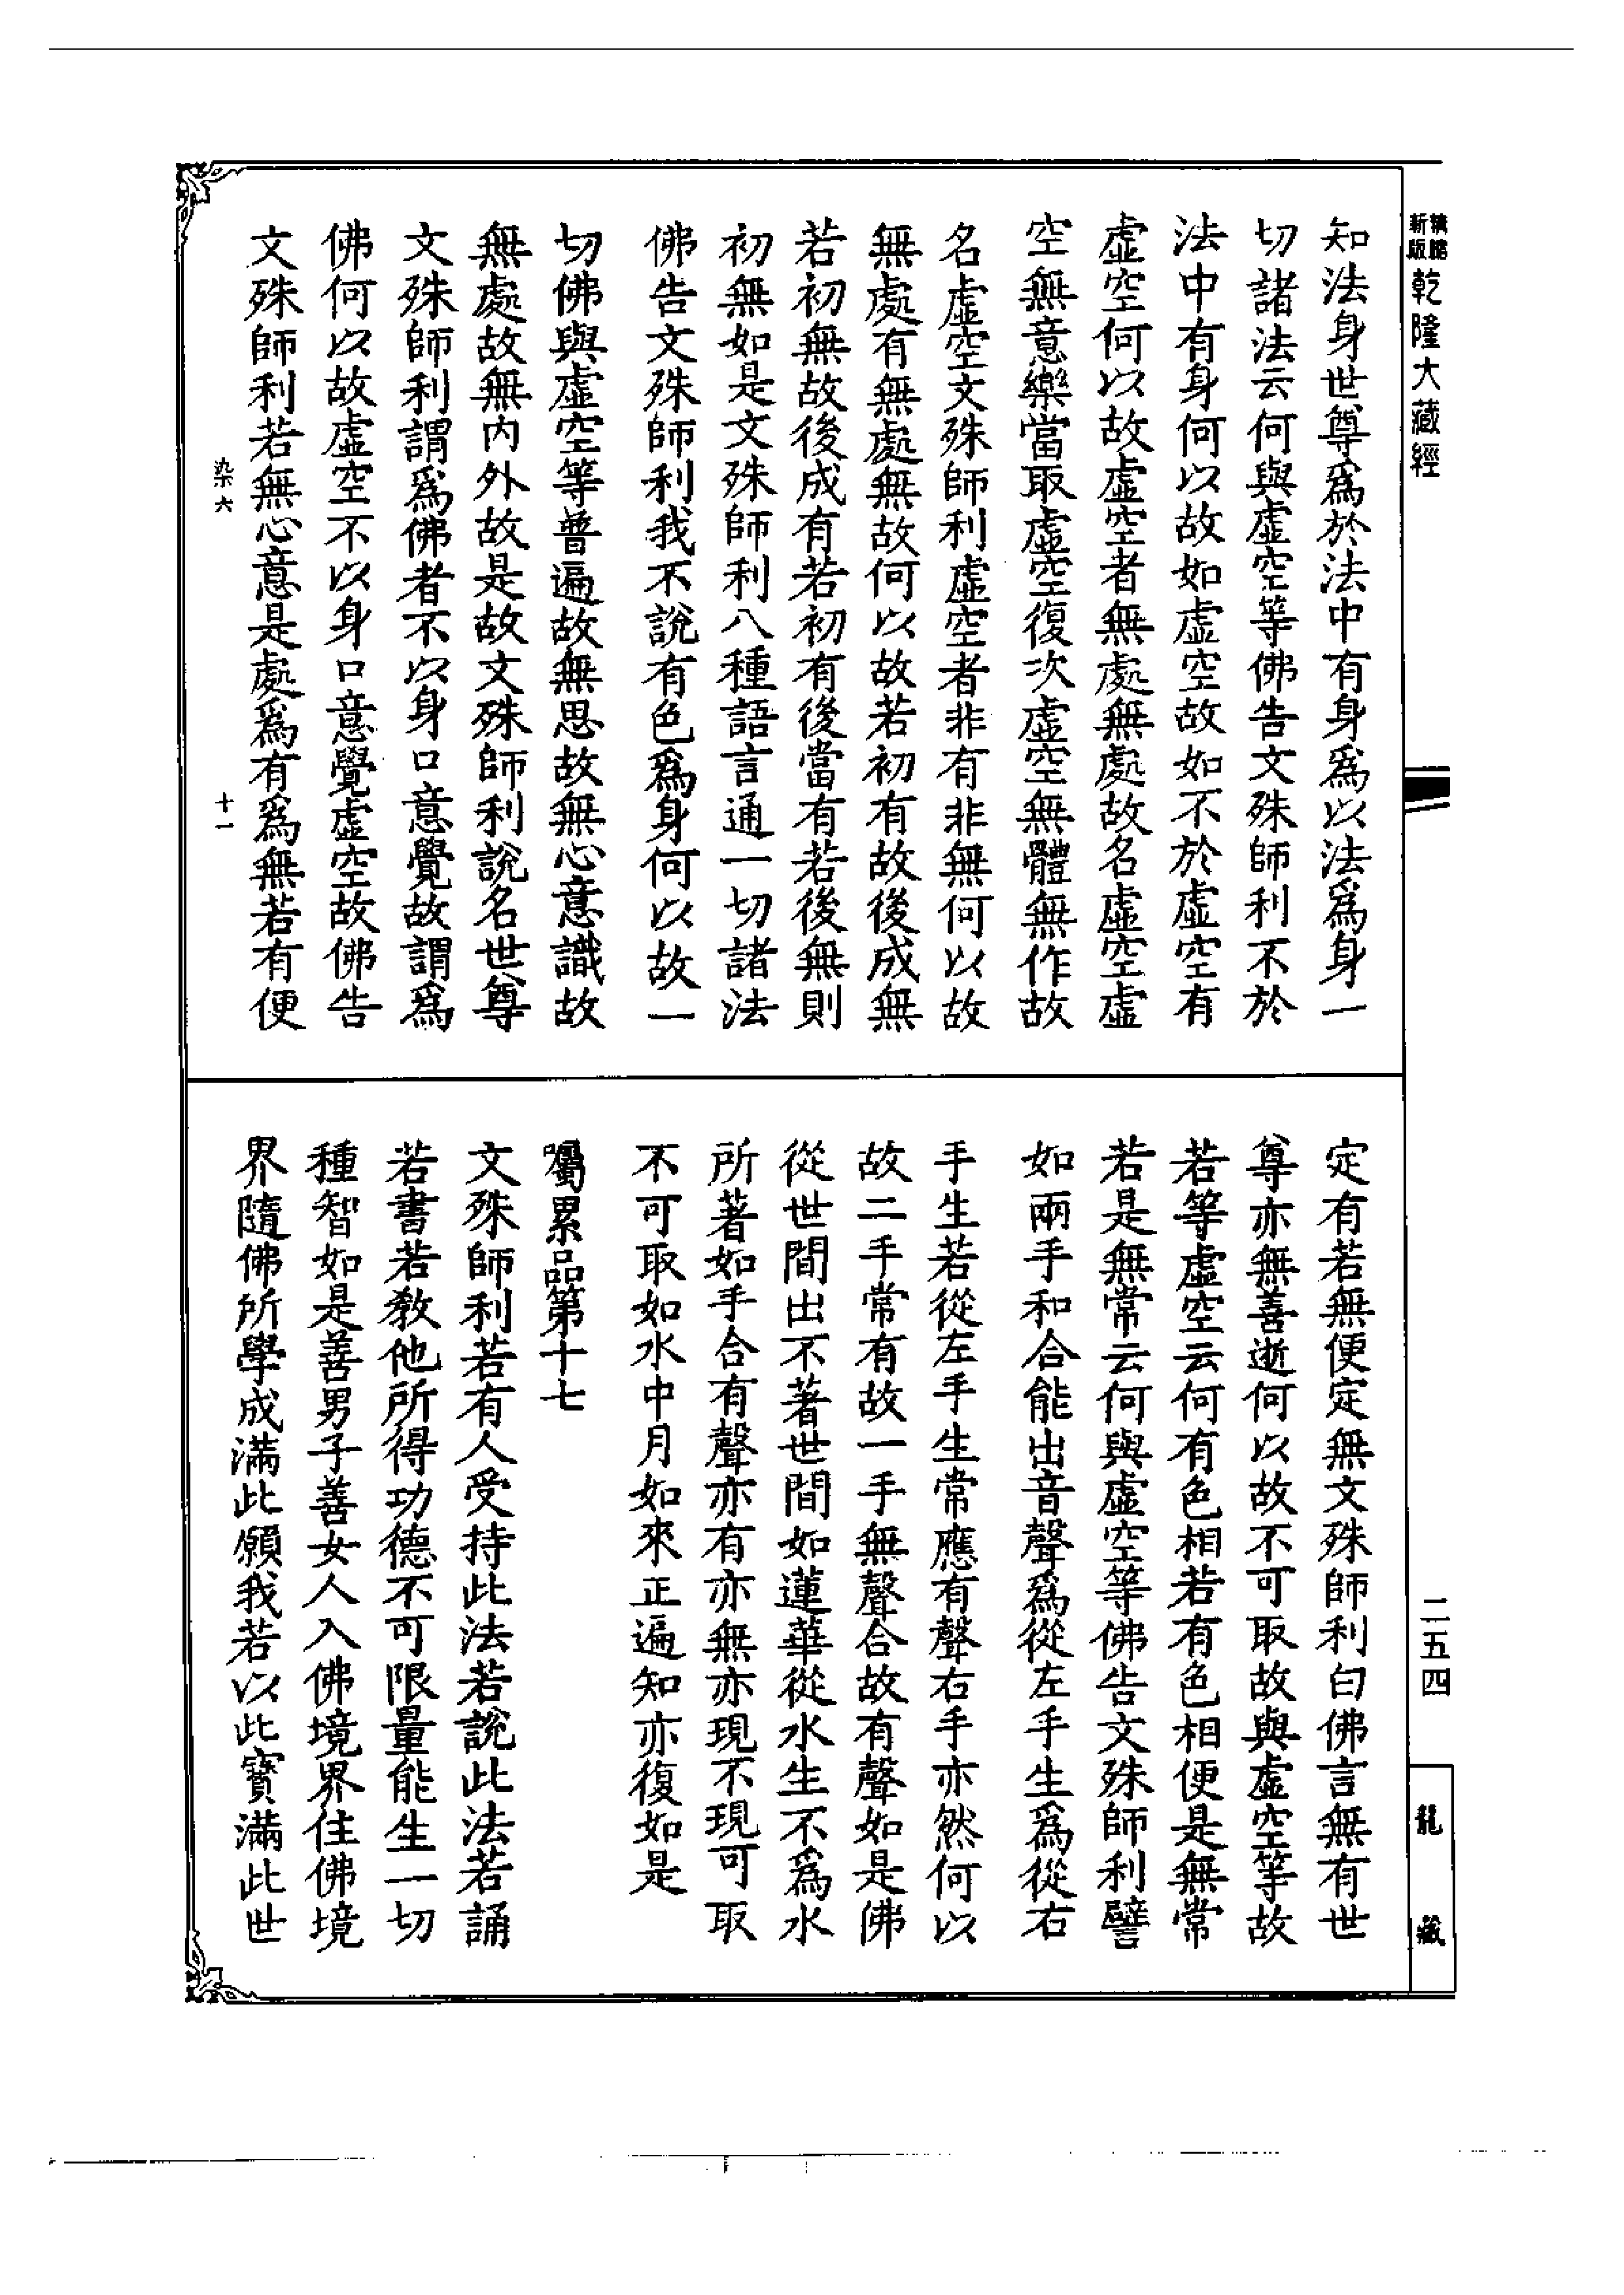 新版精縮乾隆大藏經
知法身世尊爲於法中有身爲以法爲身一
切諸法云何與虛空等佛告文殊師利不於
法中有身何以故如虛空故如不於虛空有
虛空何以故虛空者無處無處故名虛空虛
空無意樂當取虛空復次虛空無體無作故
名虛空文殊師利虛空者非有非無何以故
無處有無處無故何以故若初有故後成無
若初無故後成有若初有後當有若後無則
初無如是文殊師利八種語言通一切諸法
佛告文殊師利我不說有色爲身何以故一
切佛與虛空等普遍故無思故無心意識故
無處故無內外故是故文殊師利說名世尊
文殊師利謂爲佛者不以身口意覺故謂爲
佛何以故虛空不以身口意覺虛空故佛告
文殊師利若無心意是處爲有爲無若有便
染六
十一
定有若無便定無文殊師利白佛言無有世
尊亦無善逝何以故不可取故與虛空等故
若等虛空云何有色相若有色相便是無常
若是無常云何與虛空等佛告文殊師利譬
如兩手和合能出音聲爲從左手生爲從右
手生若從左手生常應有聲右手亦然何以
故二手常有故一手無聲合故有聲如是佛
從世間出不著世間如蓮華從水生不爲水
所著如手合有聲亦有亦無亦現不現可取
不可取如水中月如來正遍知亦復如是
囑累品第十七
文殊師利若有人受持此法若說此法若誦
若書若教他所得功德不可限量能生一切
種智如是善男子善女人入佛境界住佛境
界隨佛所學成滿此願我若以此寶滿此世
二五四
龍藏